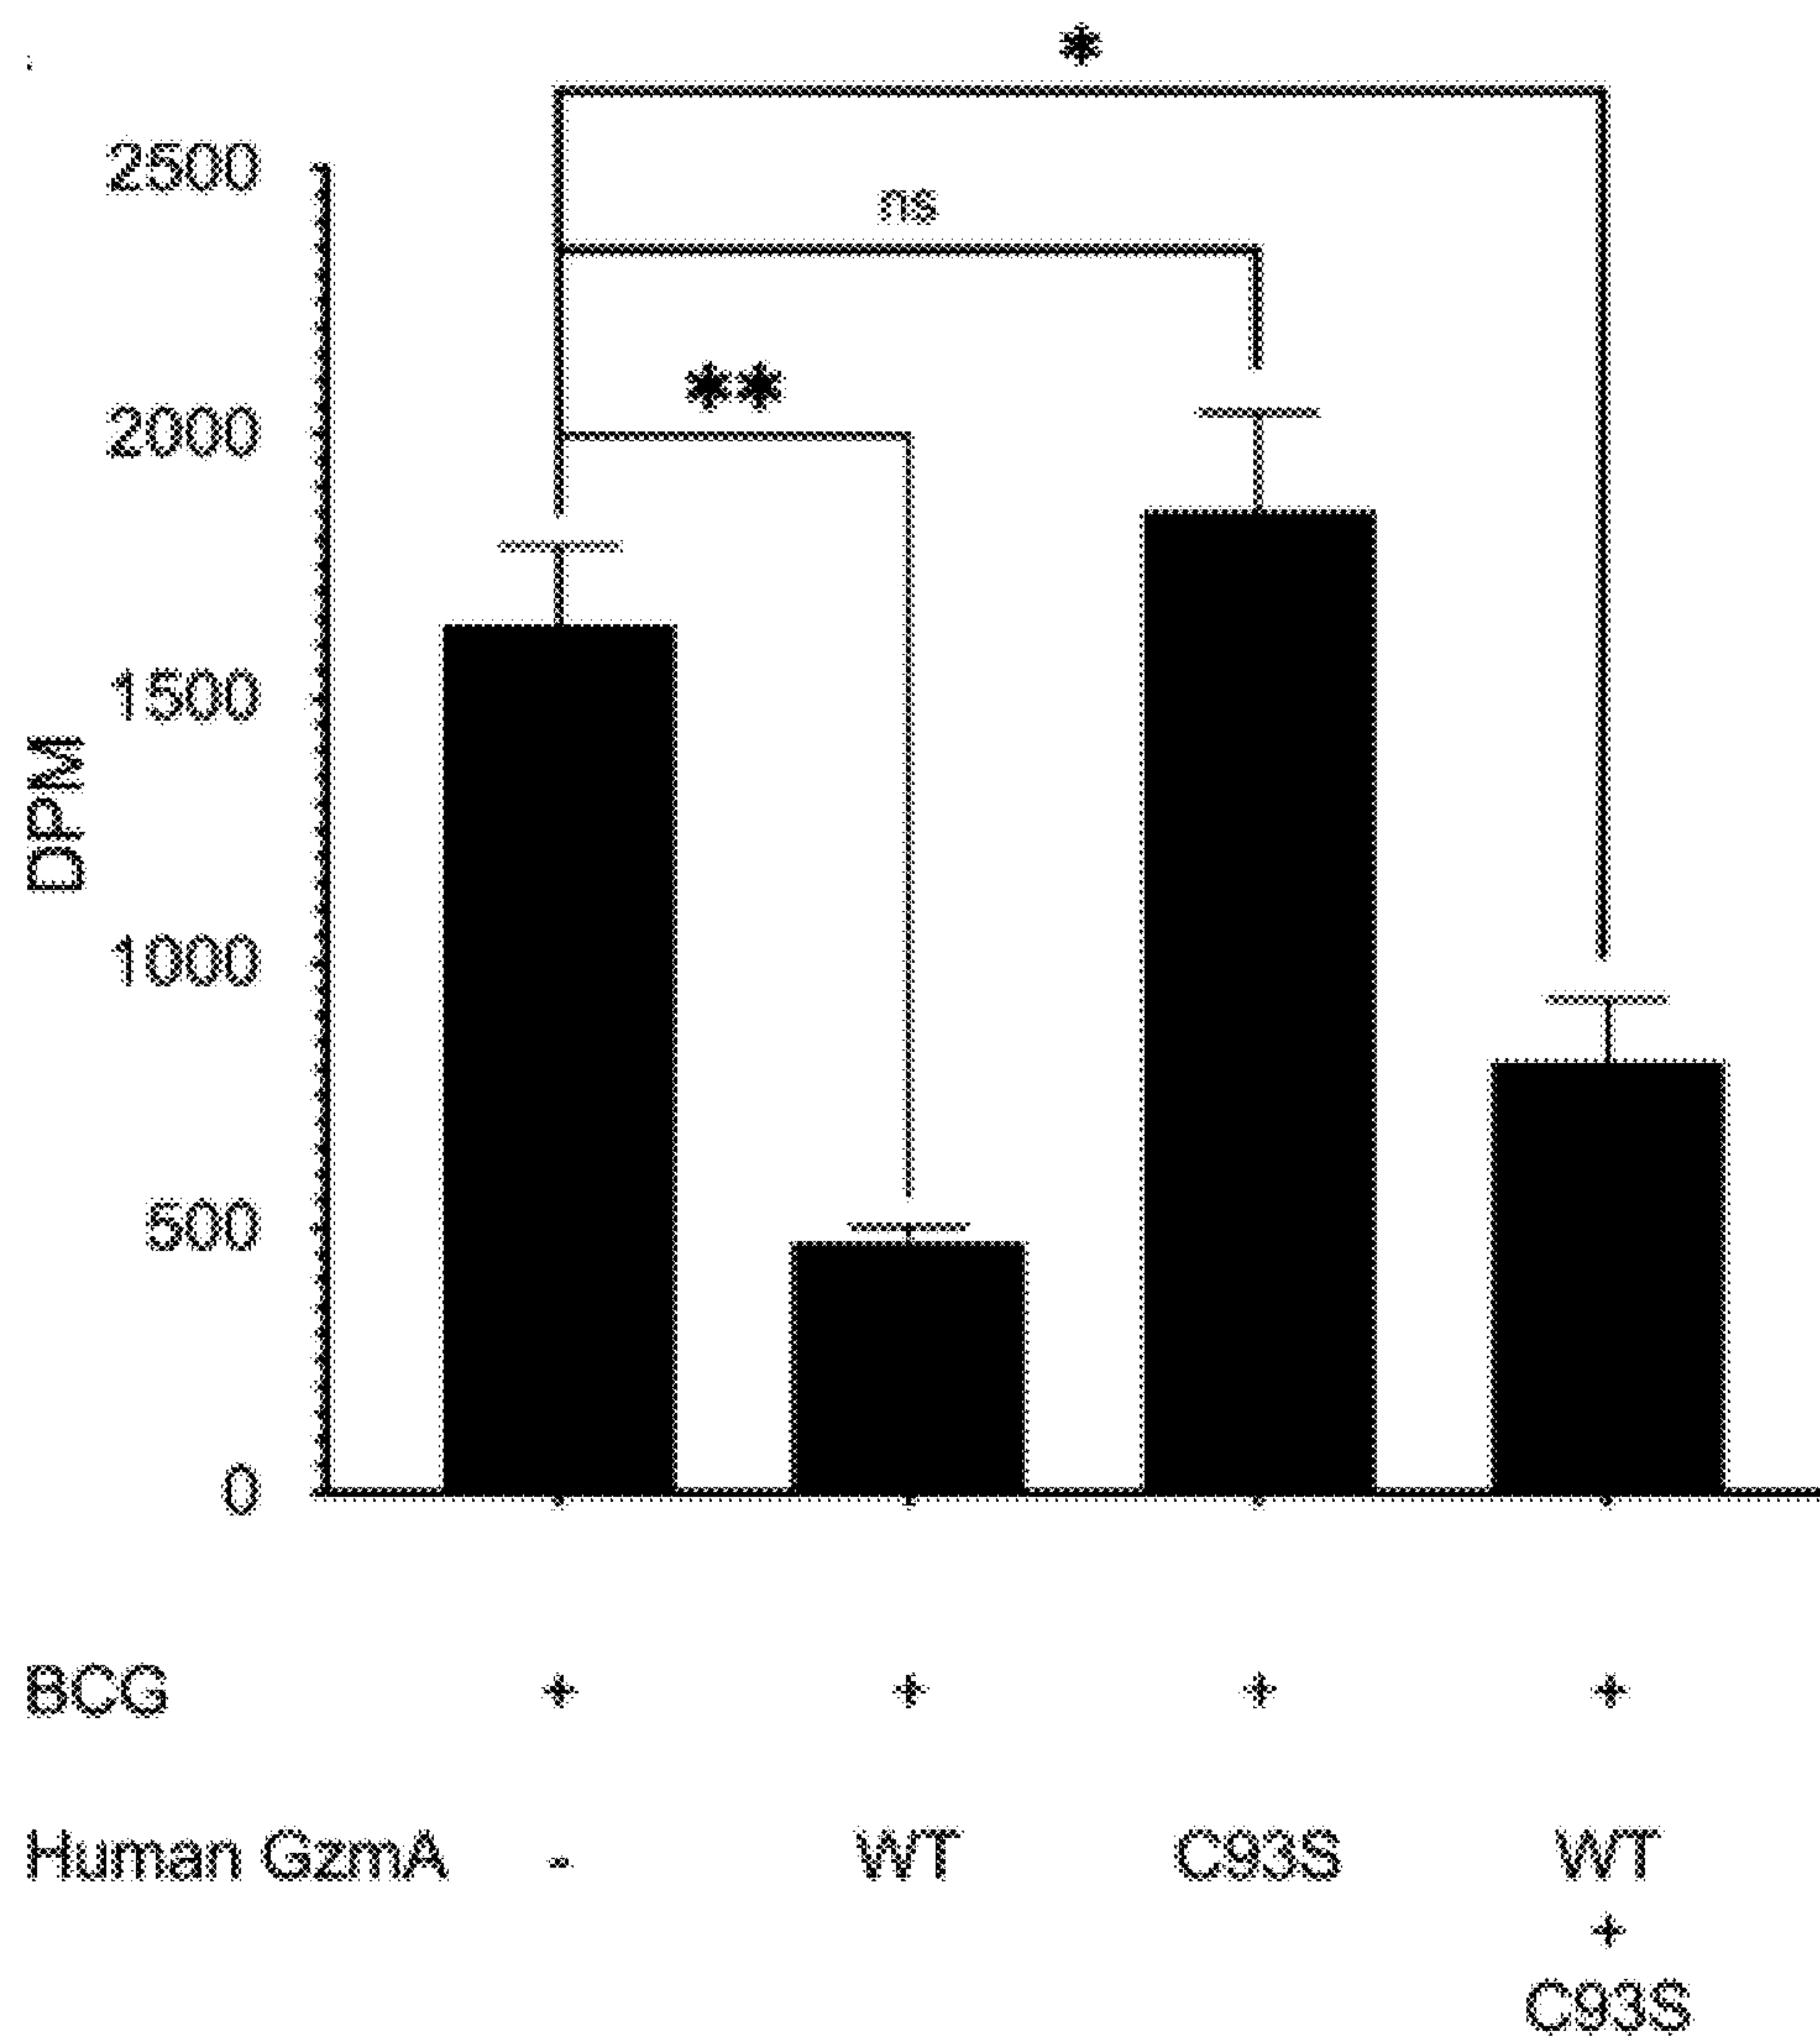 *
2500
ns
2000
**
1500
DPM
1000
500
0
BCG + + + +
Human GzmA - WT C93S WT
+
C93S